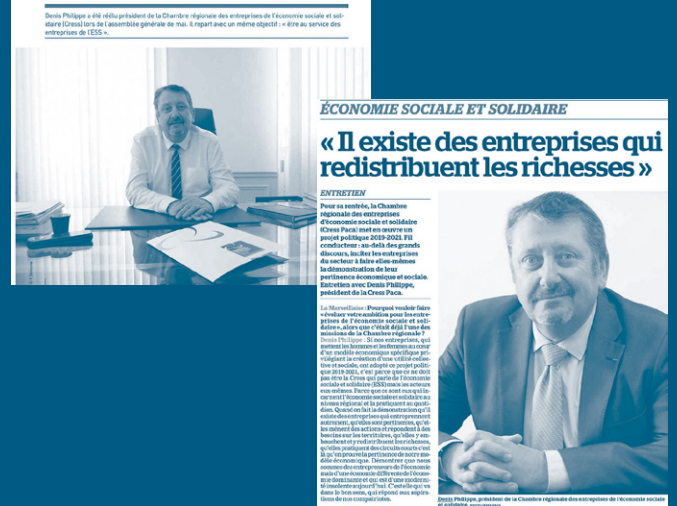 Denis Philippe a été réélu président de la Chambre régionale des entreprises de l'économie sociale et soli-
daire (Cress) lors de l'assemblée générale de mai. Il repart avec un même objectif : « être au service des
entreprises de l'ESS ».
ÉCONOMIE SOCIALE ET SOLIDAIRE
« Il existe des entreprises qui
redistribuent les richesses »
ENTRETIEN
Pour sa rentrée, la Chambre
régionale des entreprises
d'économie sociale et solidaire
(Cress Paca) met en œuvre un
projet politique 2019-2021. Fil
conducteur : au-delà des grands
discours, inciter les entreprises
du secteur à faire elles-mêmes
la démonstration de leur
pertinence économique et sociale.
Entretien avec Denis Philippe,
président de la Cress Paca.
La Marseillaise : Pourquoi vouloir faire
« évoluer votre ambition pour les entre-
prises de l'économie sociale et soli-
daire », alors que c'était déjà l'une des
missions de la Chambre régionale ?
Denis Philippe : Si nos entreprises, qui
mettent les hommes et les femmes au cœur
d'un modèle économique spécifique pri-
vilégiant la création d'une utilité collec-
tive et sociale, ont adopté ce projet politi-
que 2019-2021, c'est parce que ce ne doit
pas être la Cress qui parle de l'économie
sociale et solidaire (ESS) mais les acteurs
eux-mêmes. Parce que ce sont eux qui in-
carnent l'économie sociale et solidaire au
niveau régional et la pratiquent au quoti-
dien. Quand on fait la démonstration qu'il
existe des entreprises qui entreprennent
autrement, qu'elles sont pertinentes, qu'el-
les mènent des actions et répondent à des
besoins sur les territoires, qu'elles y em-
bauchent et y redistribuent leurs richesses,
qu'elles pratiquent des circuits courts c'est
là qu'on prouve la pertinence de notre mo-
dèle économique. Démontrer que nous
sommes des entrepreneurs de l'économie
mais d'une économie différente de l'écono-
mie dominante et qui est d'une moderni-
té insolente aujourd'hui. C'est elle qui va
dans le bon sens, qui répond aux aspira-
tions de nos compatriotes.
Denis Philippe, président de la Chambre régionale des entreprises de l'économie sociale
et solidaire.